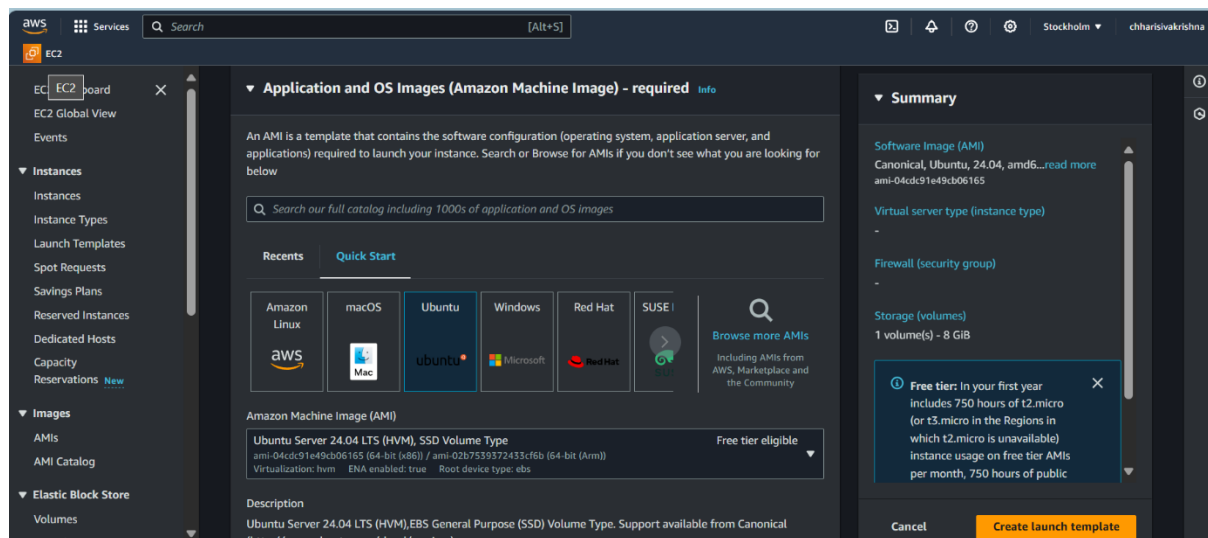 aws
Services
Search
[Alt+S]
Stockholm
chharisivakrishna
EC2
EC2
EC2 Global View
Events
Instances
Instances
Instance Types
Launch Templates
Spot Requests
Savings Plans
Reserved Instances
Dedicated Hosts
Capacity
Reservations New
Images
AMIs
AMI Catalog
Elastic Block Store
Volumes
Application and OS Images (Amazon Machine Image) - required Info
An AMI is a template that contains the software configuration (operating system, application server, and
applications) required to launch your instance. Search or Browse for AMIs if you don't see what you are looking for
below
Search our full catalog including 1000s of application and OS images
Recents
Quick Start
Amazon
Linux
aws
macOS
Mac
Ubuntu
ubuntu
Windows
Microsoft
Red Hat
Red Hat
SUSE
Browse more AMIs
Including AMIs from
AWS, Marketplace and
the Community
Amazon Machine Image (AMI)
Ubuntu Server 24.04 LTS (HVM), SSD Volume Type
Free tier eligible
ami-04cdc91e49cb06165 (64-bit (x86)) / ami-02b7539372433cf6b (64-bit (Arm))
Virtualization: hvm ENA enabled: true Root device type: ebs
Description
Ubuntu Server 24.04 LTS (HVM),EBS General Purpose (SSD) Volume Type. Support available from Canonical
Summary
Software Image (AMI)
Canonical, Ubuntu, 24.04, amd6...read more
ami-04cdc91e49cb06165
Virtual server type (instance type)
-
Firewall (security group)
-
Storage (volumes)
1 volume(s) - 8 GiB
Free tier: In your first year
includes 750 hours of t2.micro
(or t3.micro in the Regions in
which t2.micro is unavailable)
instance usage on free tier AMIs
per month, 750 hours of public
Cancel
Create launch template